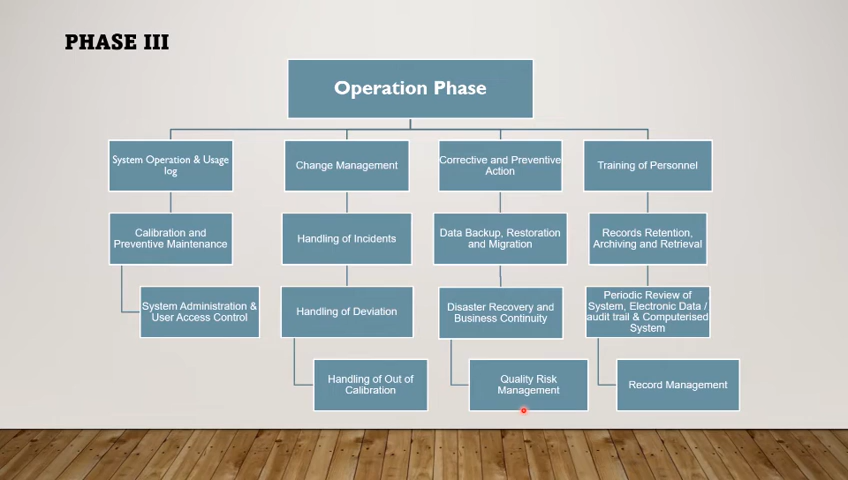 PHASE III
Operation Phase
System Operation & Usage
log
Change Management
Corrective and Preventive
Action
Training of Personnel
Calibration and
Preventive Maintenance
Handling of Incidents
Data Backup, Restoration
and Migration
Records Retention,
Archiving and Retrieval
System Administration &
User Access Control
Handling of Deviation
Disaster Recovery and
Business Continuity
Periodic Review of
System, Electronic Data /
audit trail & Computerised
System
Handling of Out of
Calibration
Quality Risk
Management
Record Management